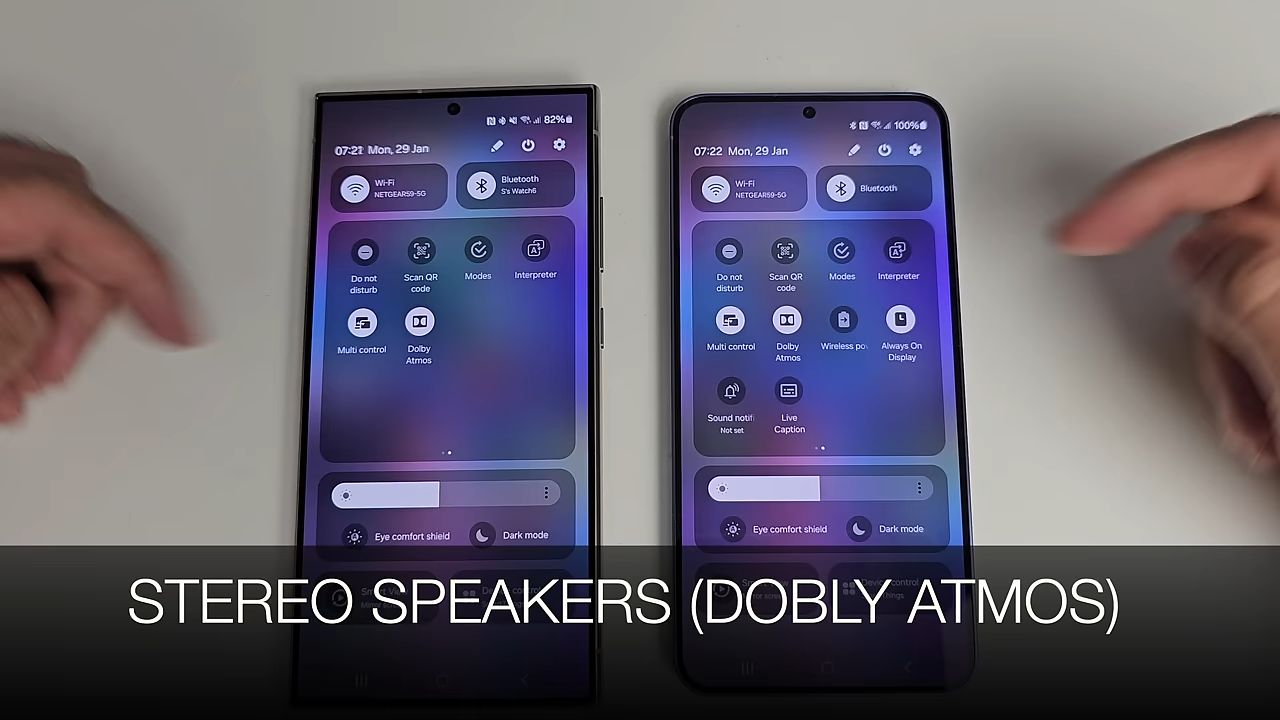 82%
07:21 Mon, 29 Jan
Wi-Fi
NETGEAR59-5G
Bluetooth
S's Watch6
Do not
disturb
Scan QR
code
Modes
Interpreter
Multi control
Dolby
Atmos
Eye comfort shield
Dark mode
100%
07:22 Mon, 29 Jan
Wi-Fi
NETGEAR59-5G
Bluetooth
Do not
disturb
Scan QR
code
Modes
Interpreter
Multi control
Dolby
Atmos
Wireless po
Always On
Display
Sound notif
Not set
Live
Caption
Eye comfort shield
Dark mode
Device control
STEREO SPEAKERS (DOBLY ATMOS)